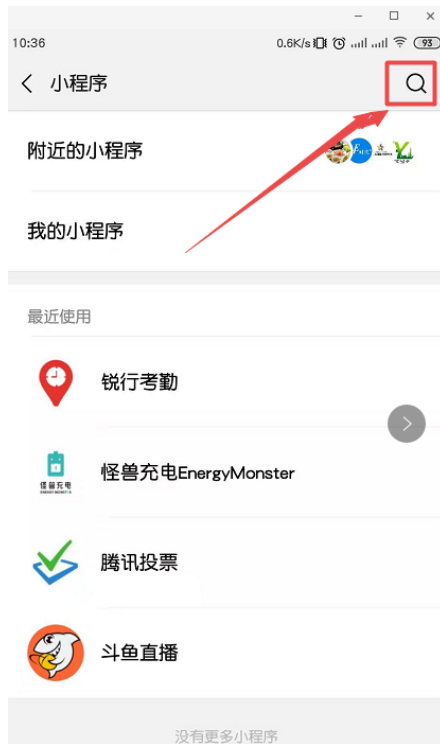 10:36
0.6K/s
93
小程序
附近的小程序
我的小程序
最近使用
锐行考勤
怪兽充电
怪兽充电EnergyMonster
腾讯投票
斗鱼直播
没有更多小程序